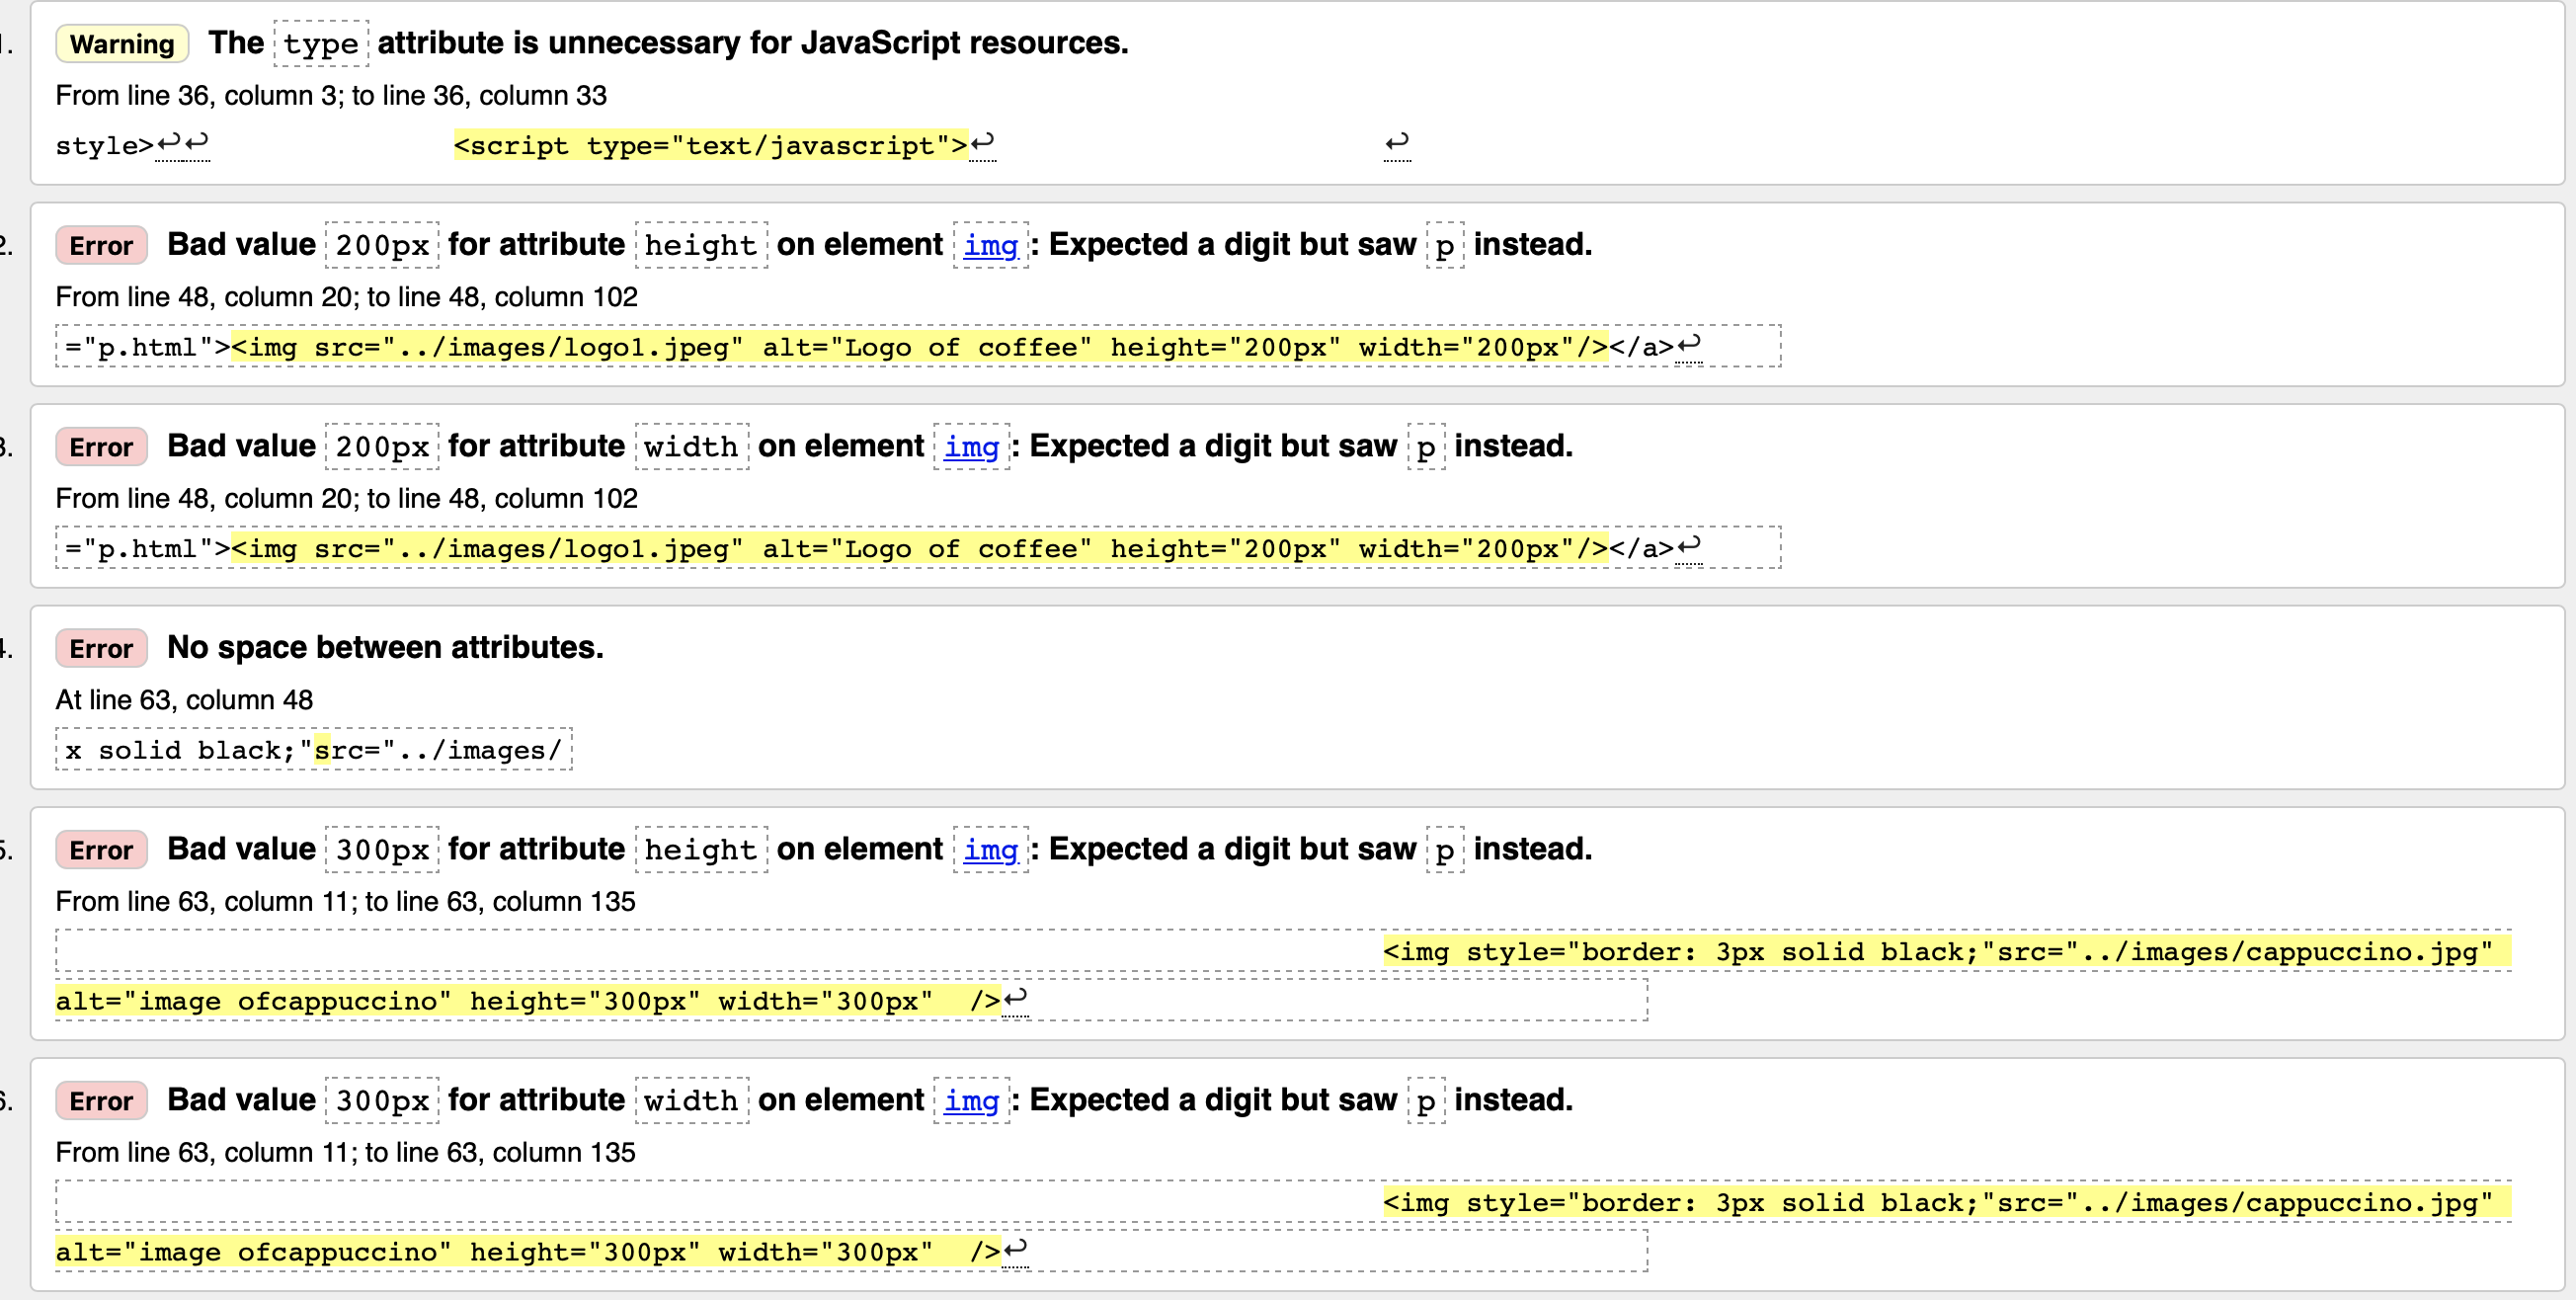 1. Warning The type attribute is unnecessary for JavaScript resources.
From line 36, column 3; to line 36, column 33
style>↩↩ <script type="text/javascript">↩ ↩
2. Error Bad value 200px for attribute height on element img: Expected a digit but saw p instead.
From line 48, column 20; to line 48, column 102
="p.html"><img src="../images/logo1.jpeg" alt="Logo of coffee" height="200px" width="200px"/></a>↩
3. Error Bad value 200px for attribute width on element img: Expected a digit but saw p instead.
From line 48, column 20; to line 48, column 102
="p.html"><img src="../images/logo1.jpeg" alt="Logo of coffee" height="200px" width="200px"/></a>↩
4. Error No space between attributes.
At line 63, column 48
x solid black;"src="../images/
5. Error Bad value 300px for attribute height on element img: Expected a digit but saw p instead.
From line 63, column 11; to line 63, column 135
<img style="border: 3px solid black;"src="../images/cappuccino.jpg"
alt="image ofcappuccino" height="300px" width="300px"  />↩
6. Error Bad value 300px for attribute width on element img: Expected a digit but saw p instead.
From line 63, column 11; to line 63, column 135
<img style="border: 3px solid black;"src="../images/cappuccino.jpg"
alt="image ofcappuccino" height="300px" width="300px"  />↩